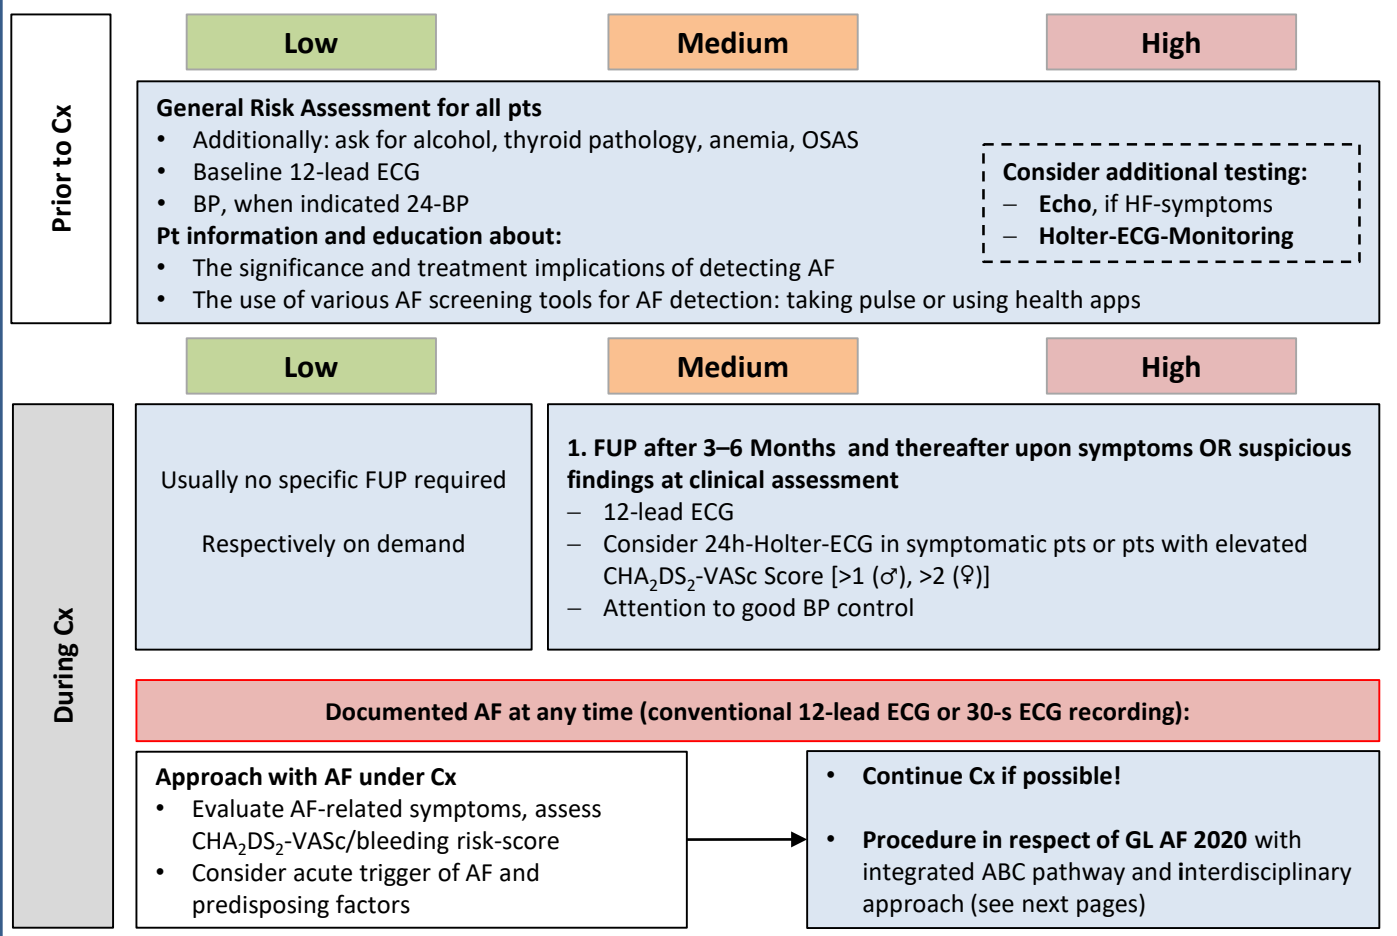 Low
Medium
High
Prior to Cx
General Risk Assessment for all pts
• Additionally: ask for alcohol, thyroid pathology, anemia, OSAS
• Baseline 12-lead ECG
• BP, when indicated 24-BP
Pt information and education about:
• The significance and treatment implications of detecting AF
• The use of various AF screening tools for AF detection: taking pulse or using health apps
Consider additional testing:
– Echo, if HF-symptoms
– Holter-ECG-Monitoring
Low
Medium
High
During Cx
Usually no specific FUP required
Respectively on demand
1. FUP after 3–6 Months and thereafter upon symptoms OR suspicious
findings at clinical assessment
– 12-lead ECG
– Consider 24h-Holter-ECG in symptomatic pts or pts with elevated
CHA₂DS₂-VASc Score [>1 (♂), >2 (♀)]
– Attention to good BP control
Documented AF at any time (conventional 12-lead ECG or 30-s ECG recording):
Approach with AF under Cx
• Evaluate AF-related symptoms, assess
CHA₂DS₂-VASc/bleeding risk-score
• Consider acute trigger of AF and
predisposing factors
• Continue Cx if possible!
• Procedure in respect of GL AF 2020 with
integrated ABC pathway and interdisciplinary
approach (see next pages)